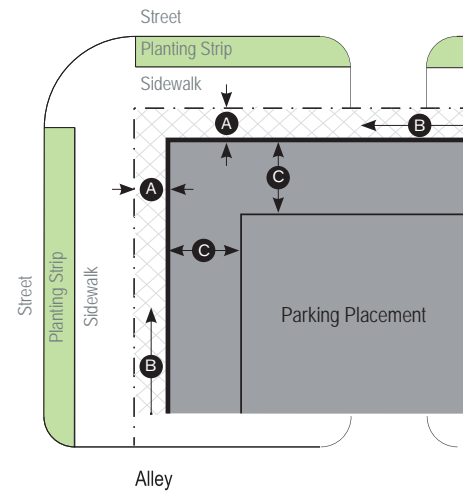 Street
Planting Strip
Sidewalk
A
B
C
A
C
Street
Planting Strip
Sidewalk
Parking Placement
B
Alley